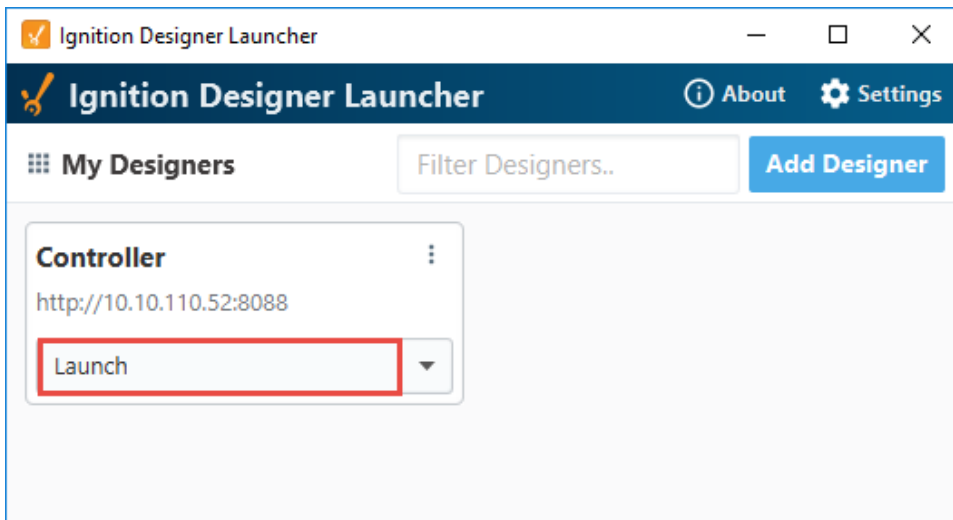 Ignition Designer Launcher
Ignition Designer Launcher About Settings
My Designers Filter Designers.. Add Designer
Controller
http://10.10.110.52:8088
Launch